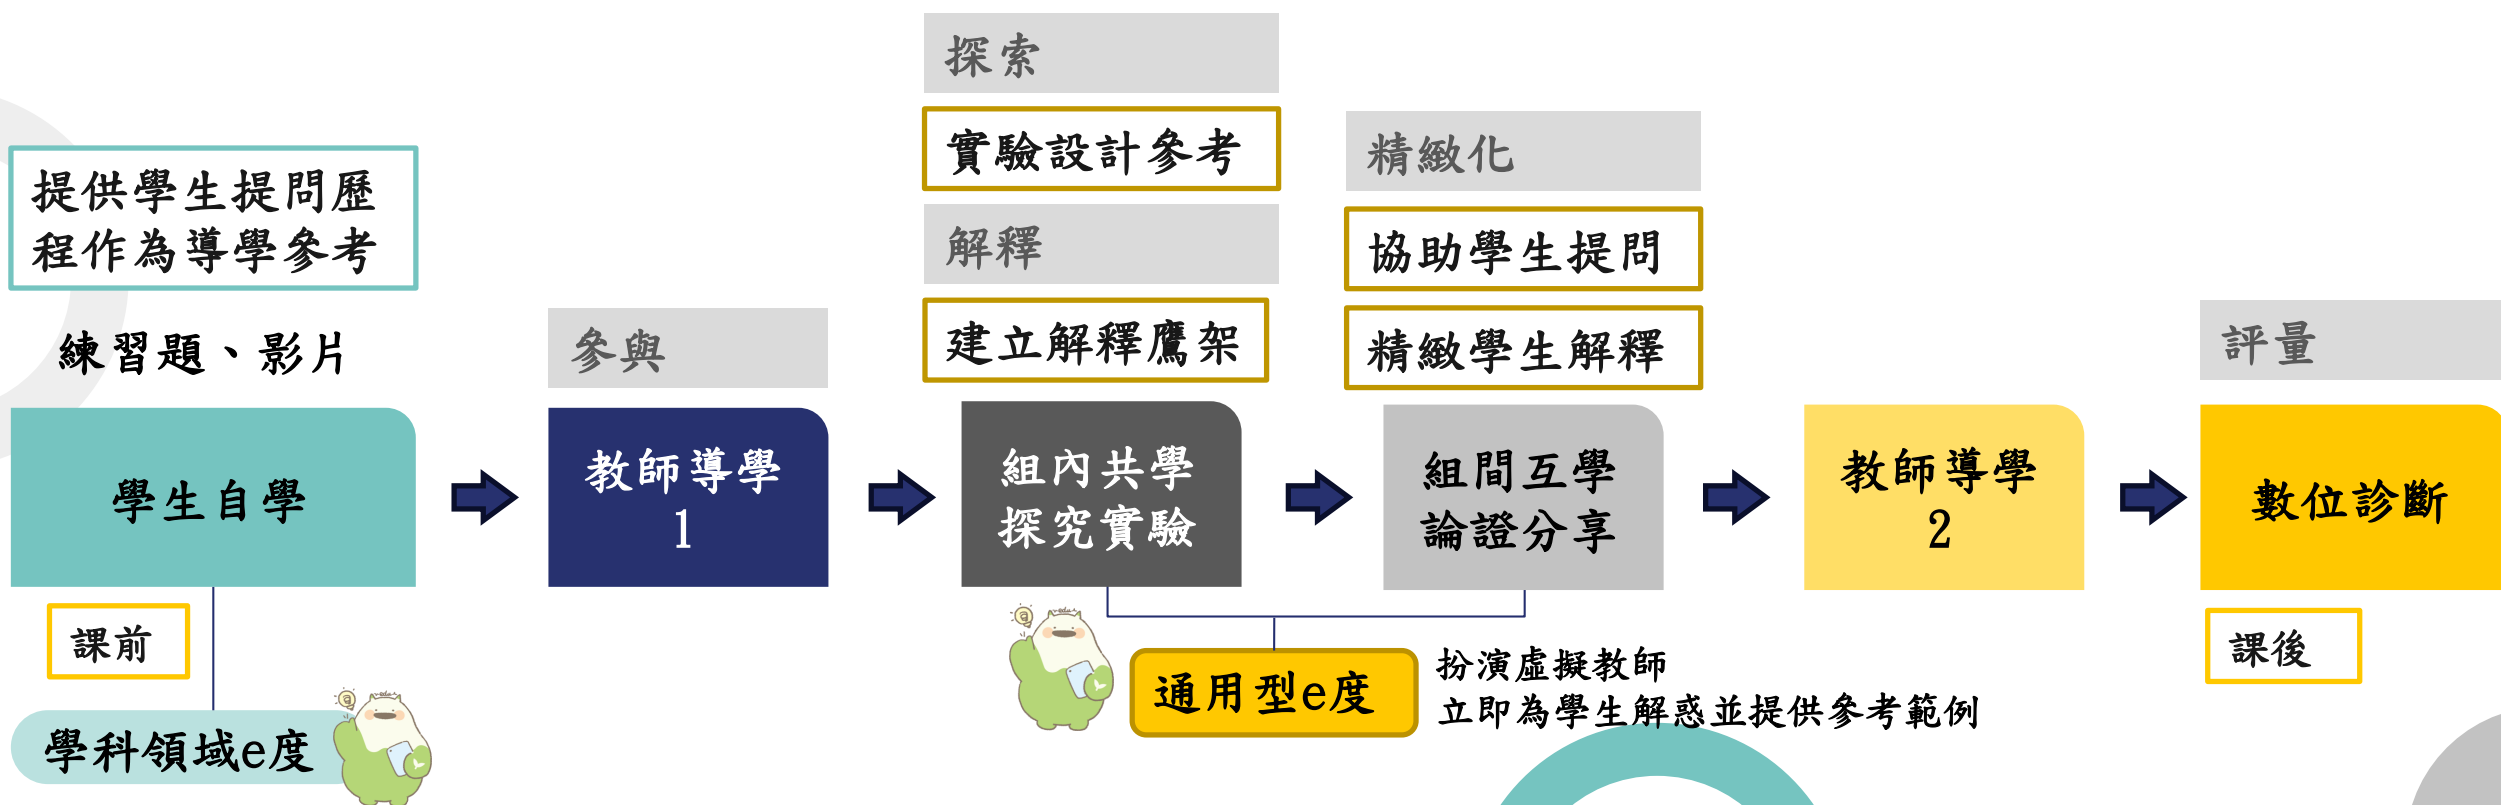 提供學生提問歷
程作為導學參考
練習題、影片
學生自學
課前
學科領域e度
參與
教師導學
1
探索
實驗設計參考
解釋
建立解釋鷹架
組內共學
探究實驗
精緻化
協助學生提問
精緻學生解釋
組間互學
論證分享
通用型e度
扮演虛擬教師
立即為學生解惑並提供參考範例
教師導學
2
評量
數位診斷
課後